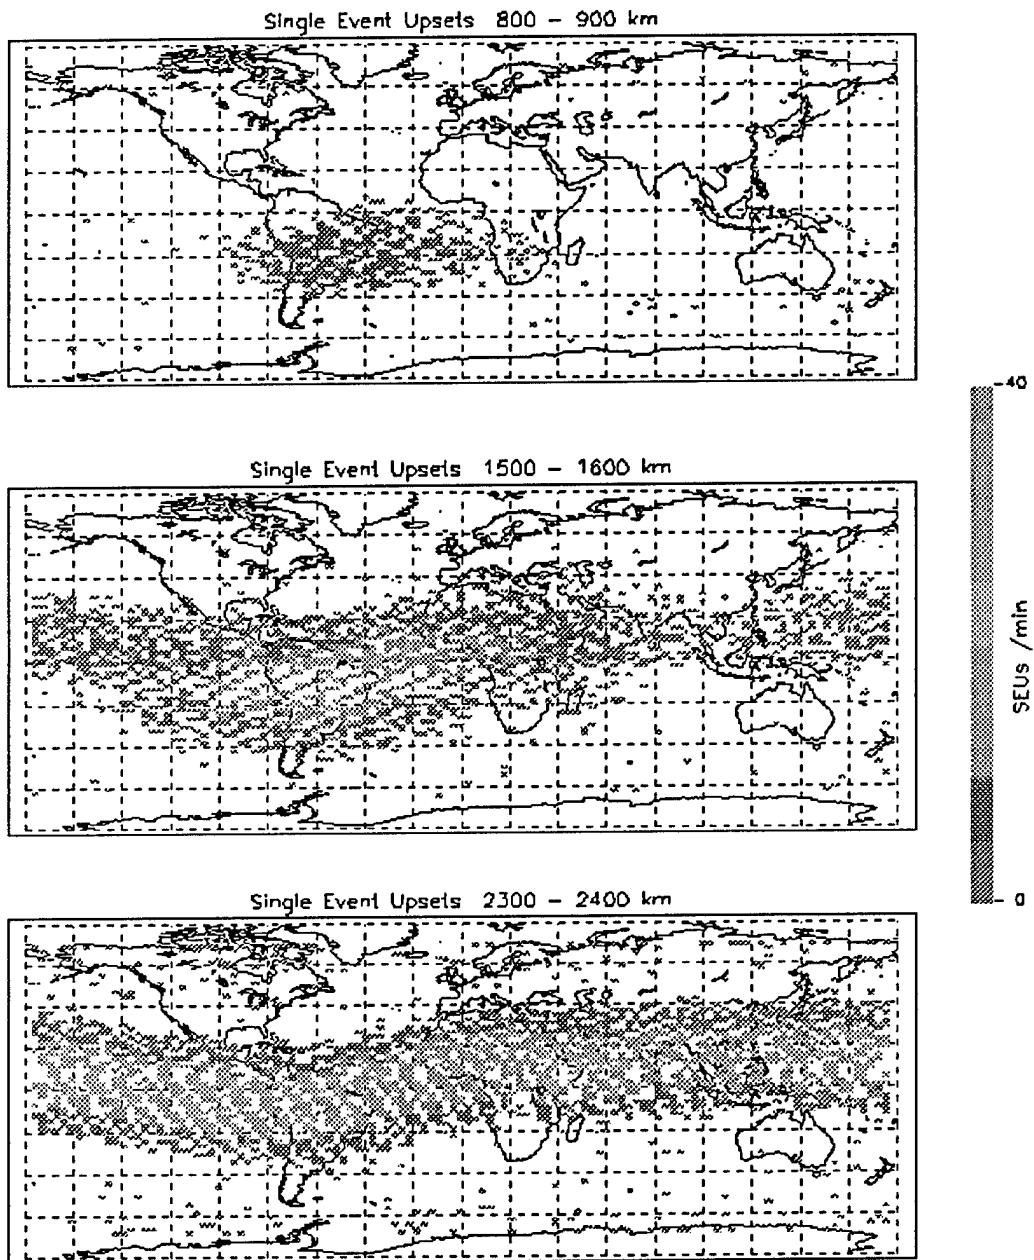 Single Event Upsets 800 - 900 km
40
Single Event Upsets 1500 - 1600 km
SEUs /min
0
Single Event Upsets 2300 - 2400 km